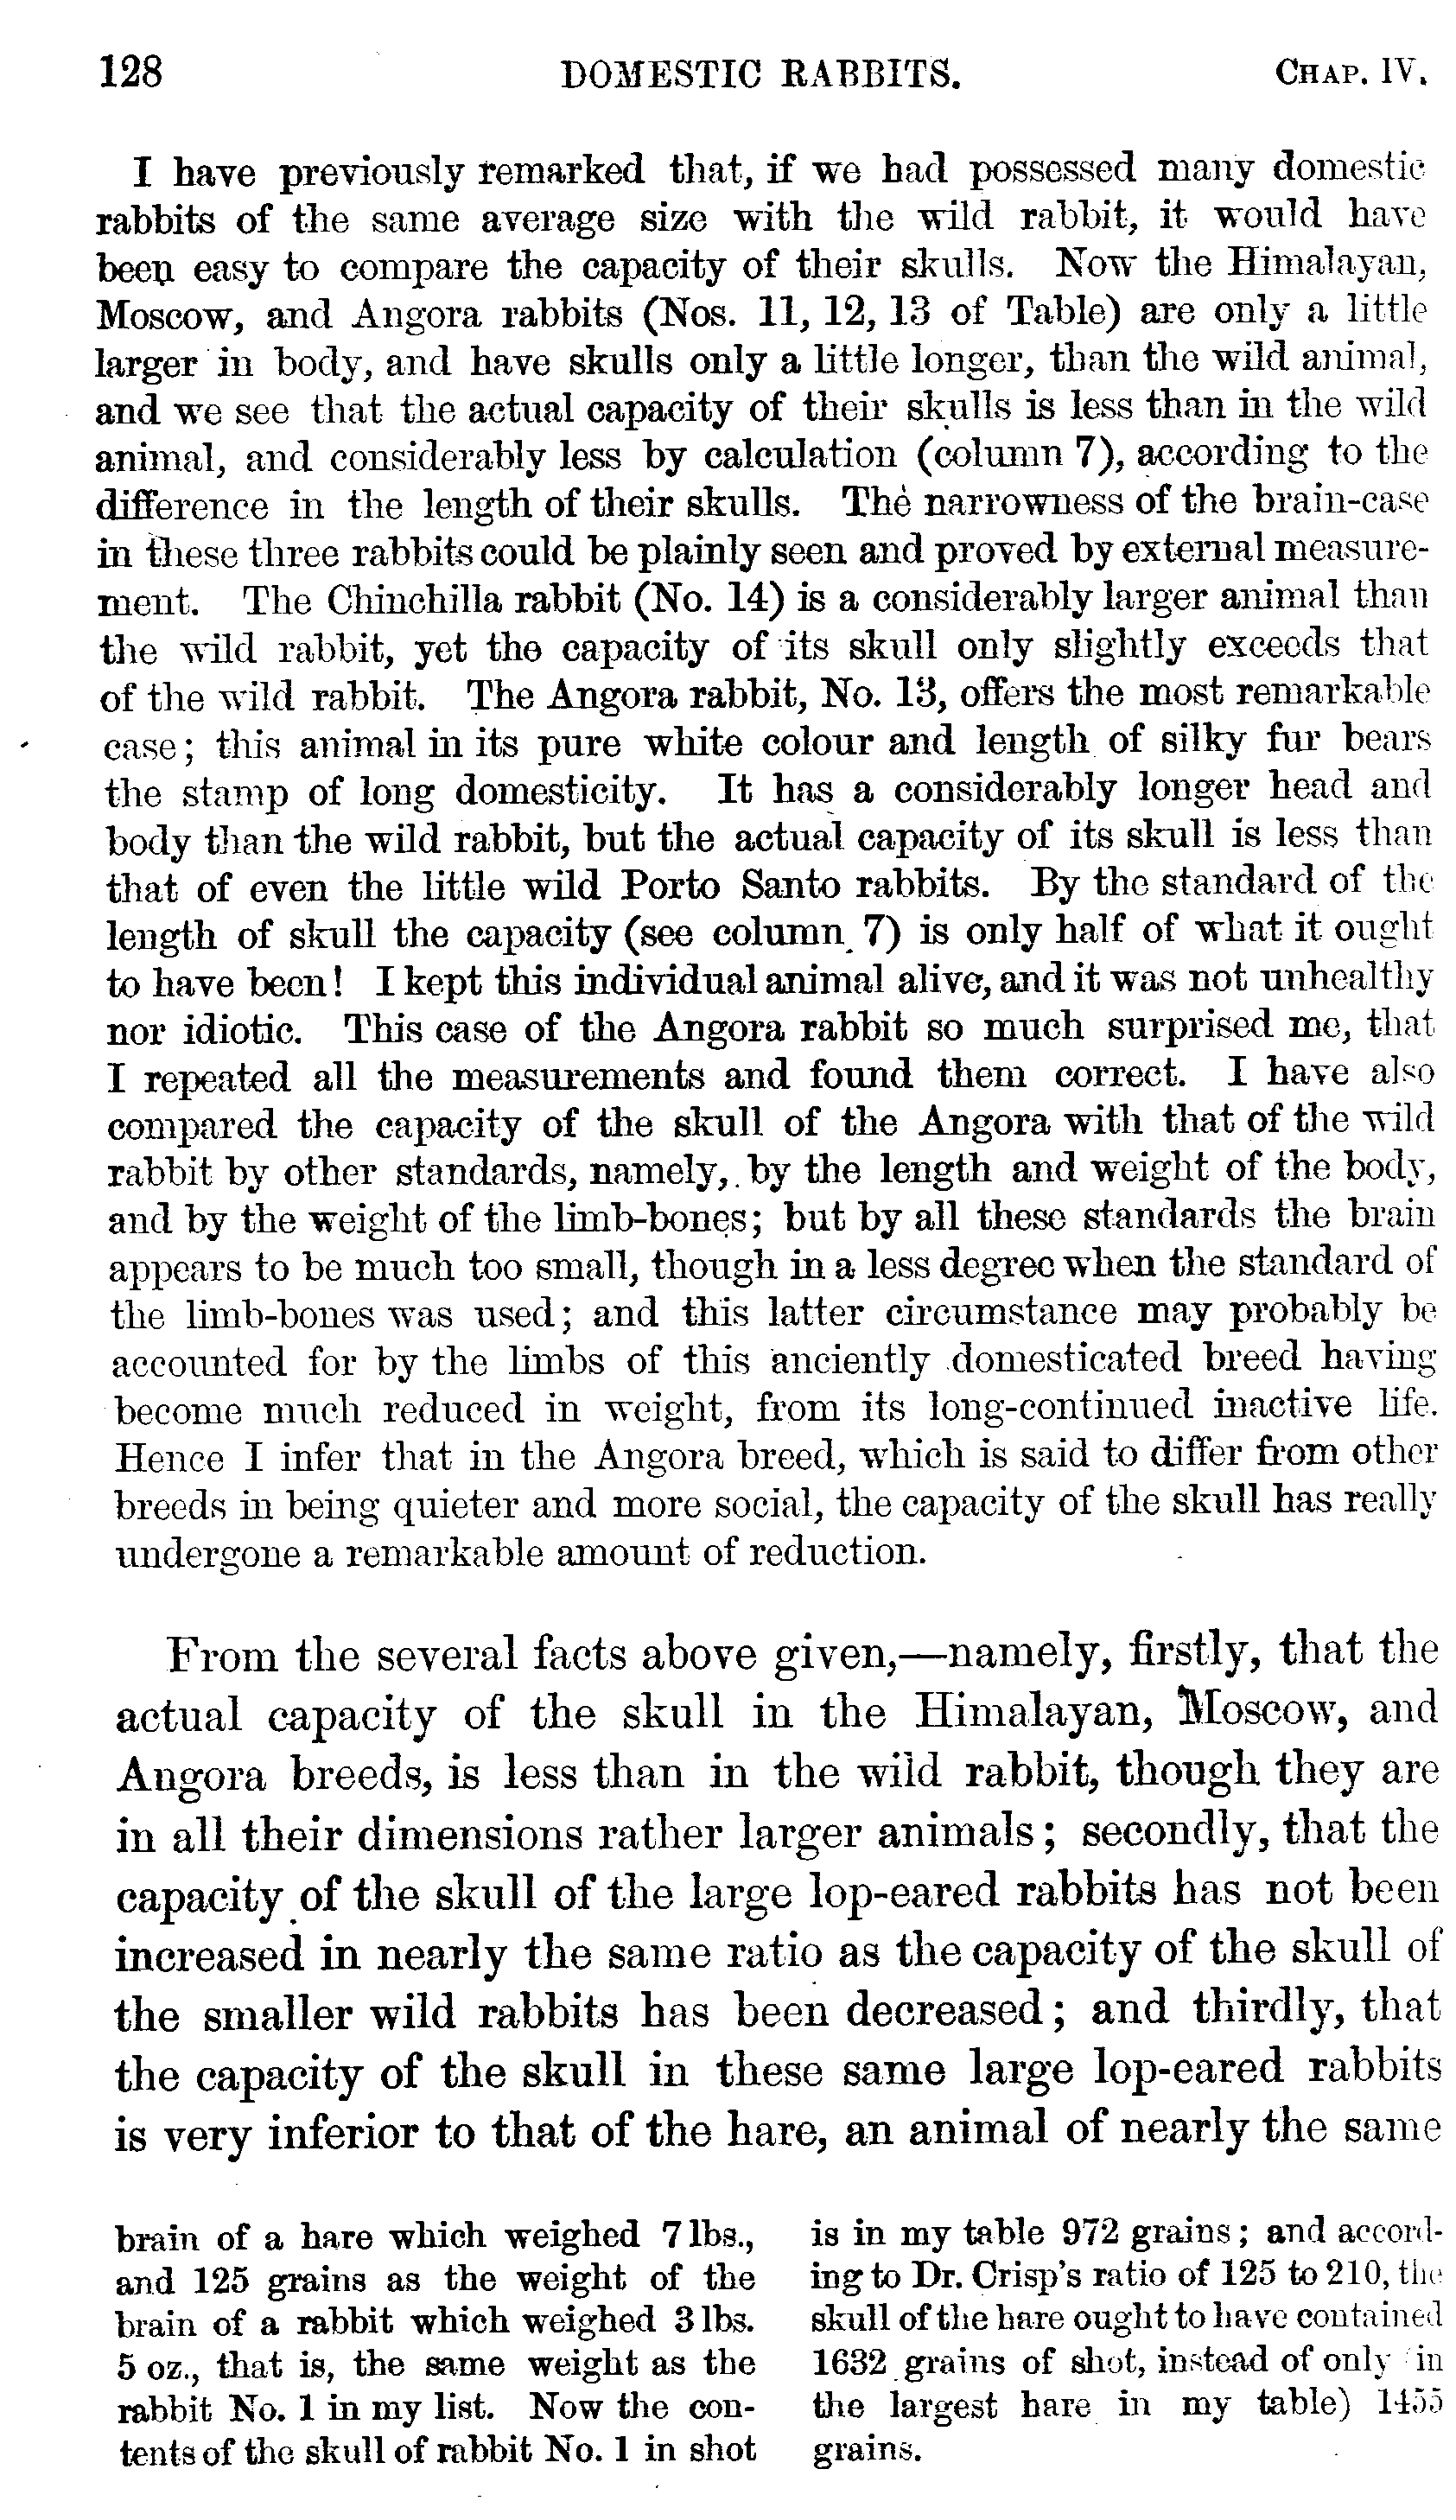 128 DOMESTIC RABBITS. CHAP. IV.
I have previously remarked that, if we had possessed many domestic
rabbits of the same average size with the wild rabbit, it would have
been easy to compare the capacity of their skulls. Now the Himalayan,
Moscow, and Angora rabbits (Nos. 11, 12, 13 of Table) are only a little
larger in body, and have skulls only a little longer, than the wild animal,
and we see that the actual capacity of their skulls is less than in the wild
animal, and considerably less by calculation (column 7), according to the
difference in the length of their skulls. The narrowness of the brain-case
in these three rabbits could be plainly seen and proved by external measure-
ment. The Chinchilla rabbit (No. 14) is a considerably larger animal than
the wild rabbit, yet the capacity of its skull only slightly exceeds that
of the wild rabbit. The Angora rabbit, No. 13, offers the most remarkable
case; this animal in its pure white colour and length of silky fur bears
the stamp of long domesticity. It has a considerably longer head and
body than the wild rabbit, but the actual capacity of its skull is less than
that of even the little wild Porto Santo rabbits. By the standard of the
length of skull the capacity (see column 7) is only half of what it ought
to have been! I kept this individual animal alive, and it was not unhealthy
nor idiotic. This case of the Angora rabbit so much surprised me, that
I repeated all the measurements and found them correct. I have also
compared the capacity of the skull of the Angora with that of the wild
rabbit by other standards, namely, by the length and weight of the body,
and by the weight of the limb-bones; but by all these standards the brain
appears to be much too small, though in a less degree when the standard of
the limb-bones was used; and this latter circumstance may probably be
accounted for by the limbs of this anciently domesticated breed having
become much reduced in weight, from its long-continued inactive life.
Hence I infer that in the Angora breed, which is said to differ from other
breeds in being quieter and more social, the capacity of the skull has really
undergone a remarkable amount of reduction.
From the several facts above given,—namely, firstly, that the
actual capacity of the skull in the Himalayan, Moscow, and
Angora breeds, is less than in the wild rabbit, though they are
in all their dimensions rather larger animals; secondly, that the
capacity of the skull of the large lop-eared rabbits has not been
increased in nearly the same ratio as the capacity of the skull of
the smaller wild rabbits has been decreased; and thirdly, that
the capacity of the skull in these same large lop-eared rabbits
is very inferior to that of the hare, an animal of nearly the same
brain of a hare which weighed 7 lbs.,
and 125 grains as the weight of the
brain of a rabbit which weighed 3 lbs.
5 oz., that is, the same weight as the
rabbit No. 1 in my list. Now the con-
tents of the skull of rabbit No. 1 in shot
is in my table 972 grains; and accord-
ing to Dr. Crisp's ratio of 125 to 210, the
skull of the hare ought to have contained
1632 grains of shot, instead of only in
the largest hare in my table) 1455
grains.